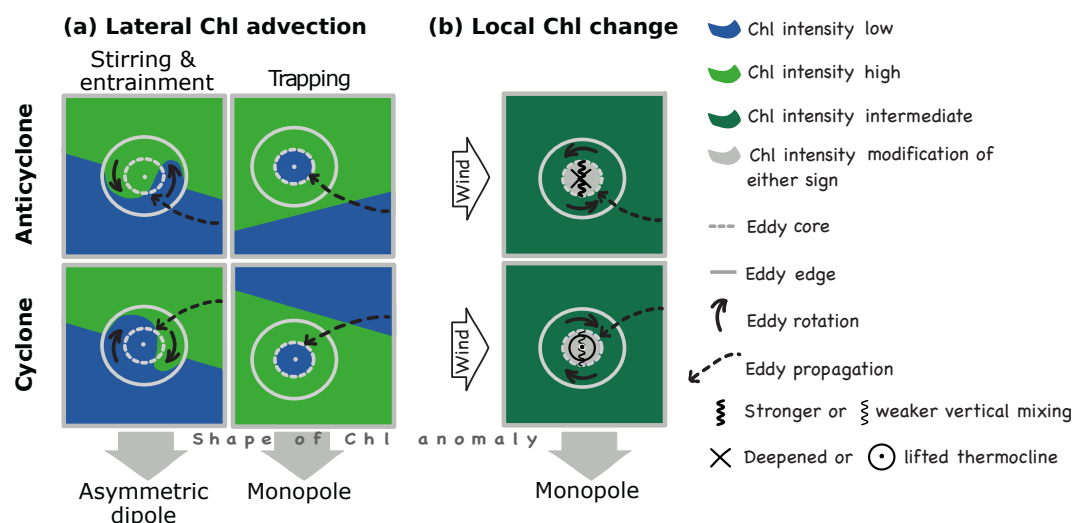 (a) Lateral Chl advection
(b) Local Chl change
Stirring &
entrainment
Trapping
Anticyclone
Cyclone
Wind
Wind
Shape of Chl anomaly
Asymmetric
dipole
Monopole
Monopole
Chl intensity low
Chl intensity high
Chl intensity intermediate
Chl intensity modification of
either sign
Eddy core
Eddy edge
Eddy rotation
Eddy propagation
Stronger or weaker vertical mixing
Deepened or lifted thermocline